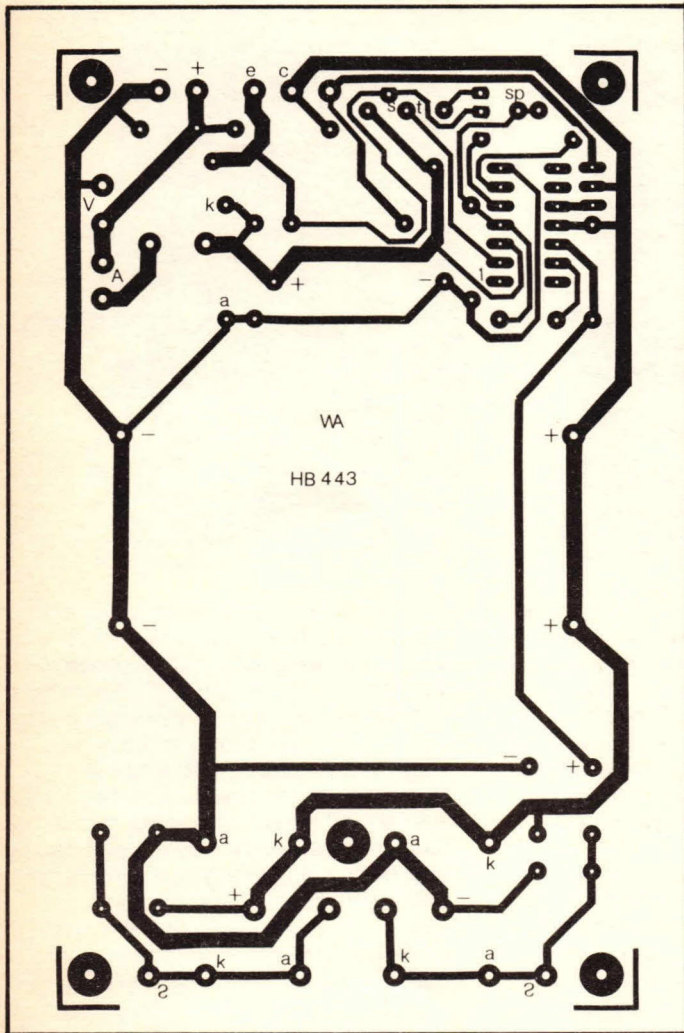 − + e c
s t sp
V k
A + − 1
a
WA
− +
HB 443
− +
− +
a k a k
+ −
k a k a
S S